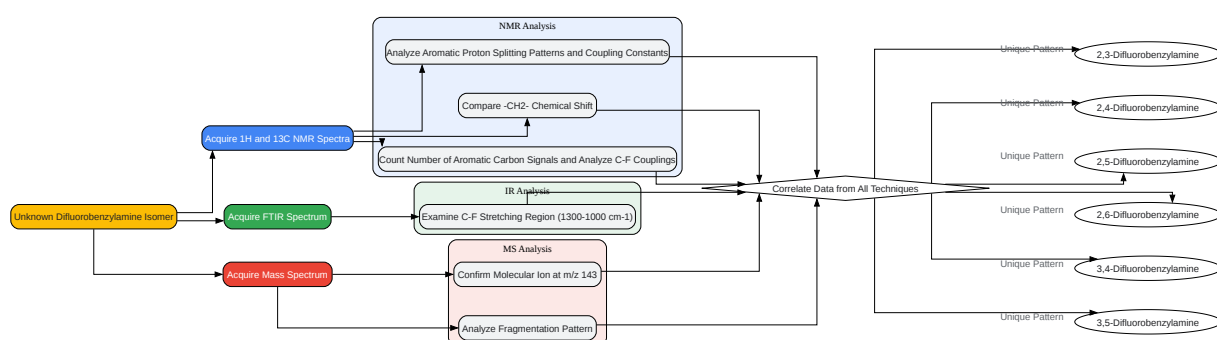 NMR Analysis
Analyze Aromatic Proton Splitting Patterns and Coupling Constants
Unique Pattern
2,3-Difluorobenzylamine
Compare -CH2- Chemical Shift
Unique Pattern
2,4-Difluorobenzylamine
Acquire 1H and 13C NMR Spectra
Count Number of Aromatic Carbon Signals and Analyze C-F Couplings
Unique Pattern
2,5-Difluorobenzylamine
IR Analysis
Correlate Data from All Techniques
Unknown Difluorobenzylamine Isomer
Acquire FTIR Spectrum
Examine C-F Stretching Region (1300-1000 cm-1)
Unique Pattern
2,6-Difluorobenzylamine
MS Analysis
Acquire Mass Spectrum
Confirm Molecular Ion at m/z 143
Unique Pattern
3,4-Difluorobenzylamine
Analyze Fragmentation Pattern
Unique Pattern
3,5-Difluorobenzylamine